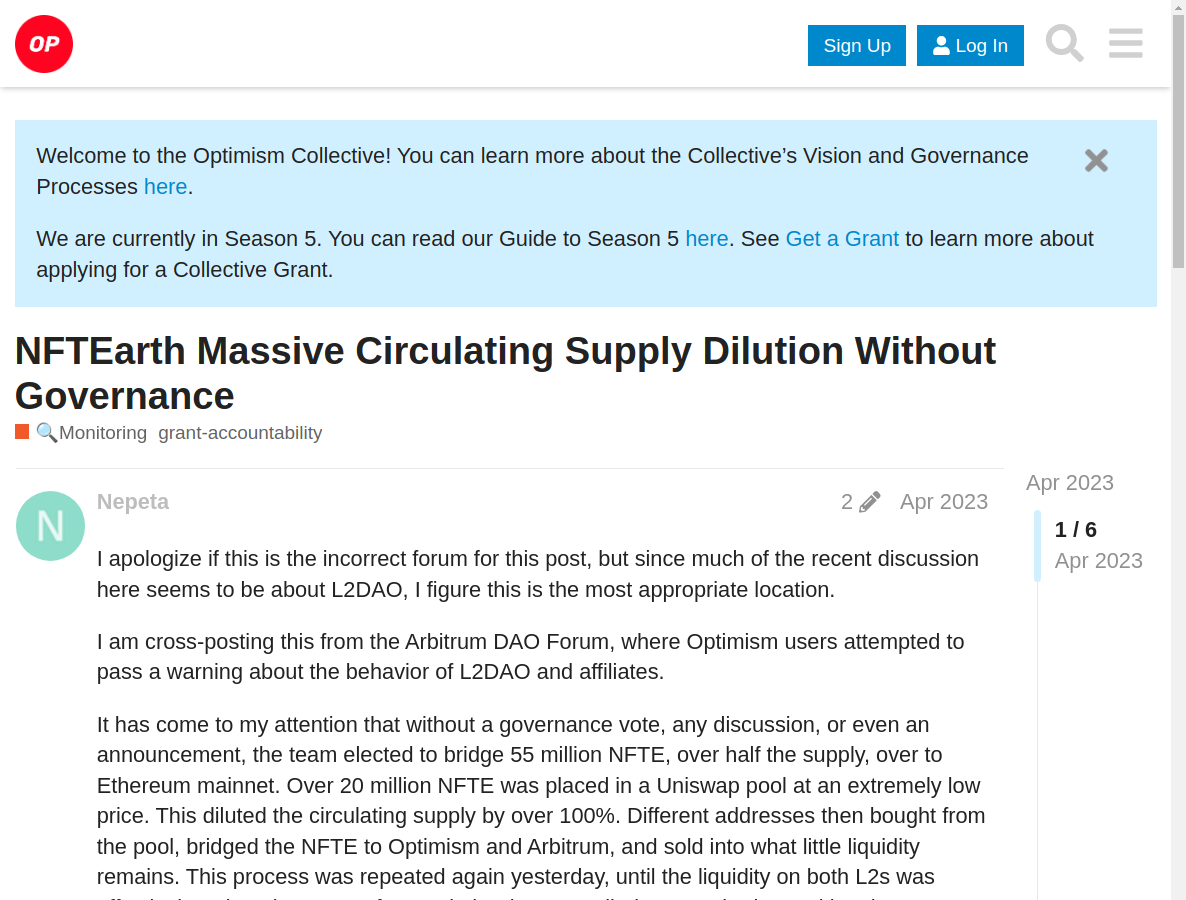 OP
Sign Up
Log In
Welcome to the Optimism Collective! You can learn more about the Collective’s Vision and Governance
Processes here.
We are currently in Season 5. You can read our Guide to Season 5 here. See Get a Grant to learn more about
applying for a Collective Grant.
NFTEarth Massive Circulating Supply Dilution Without
Governance
🔍Monitoring grant-accountability
Apr 2023
N
Nepeta
2
Apr 2023
1 / 6
Apr 2023
I apologize if this is the incorrect forum for this post, but since much of the recent discussion
here seems to be about L2DAO, I figure this is the most appropriate location.
I am cross-posting this from the Arbitrum DAO Forum, where Optimism users attempted to
pass a warning about the behavior of L2DAO and affiliates.
It has come to my attention that without a governance vote, any discussion, or even an
announcement, the team elected to bridge 55 million NFTE, over half the supply, over to
Ethereum mainnet. Over 20 million NFTE was placed in a Uniswap pool at an extremely low
price. This diluted the circulating supply by over 100%. Different addresses then bought from
the pool, bridged the NFTE to Optimism and Arbitrum, and sold into what little liquidity
remains. This process was repeated again yesterday, until the liquidity on both L2s was